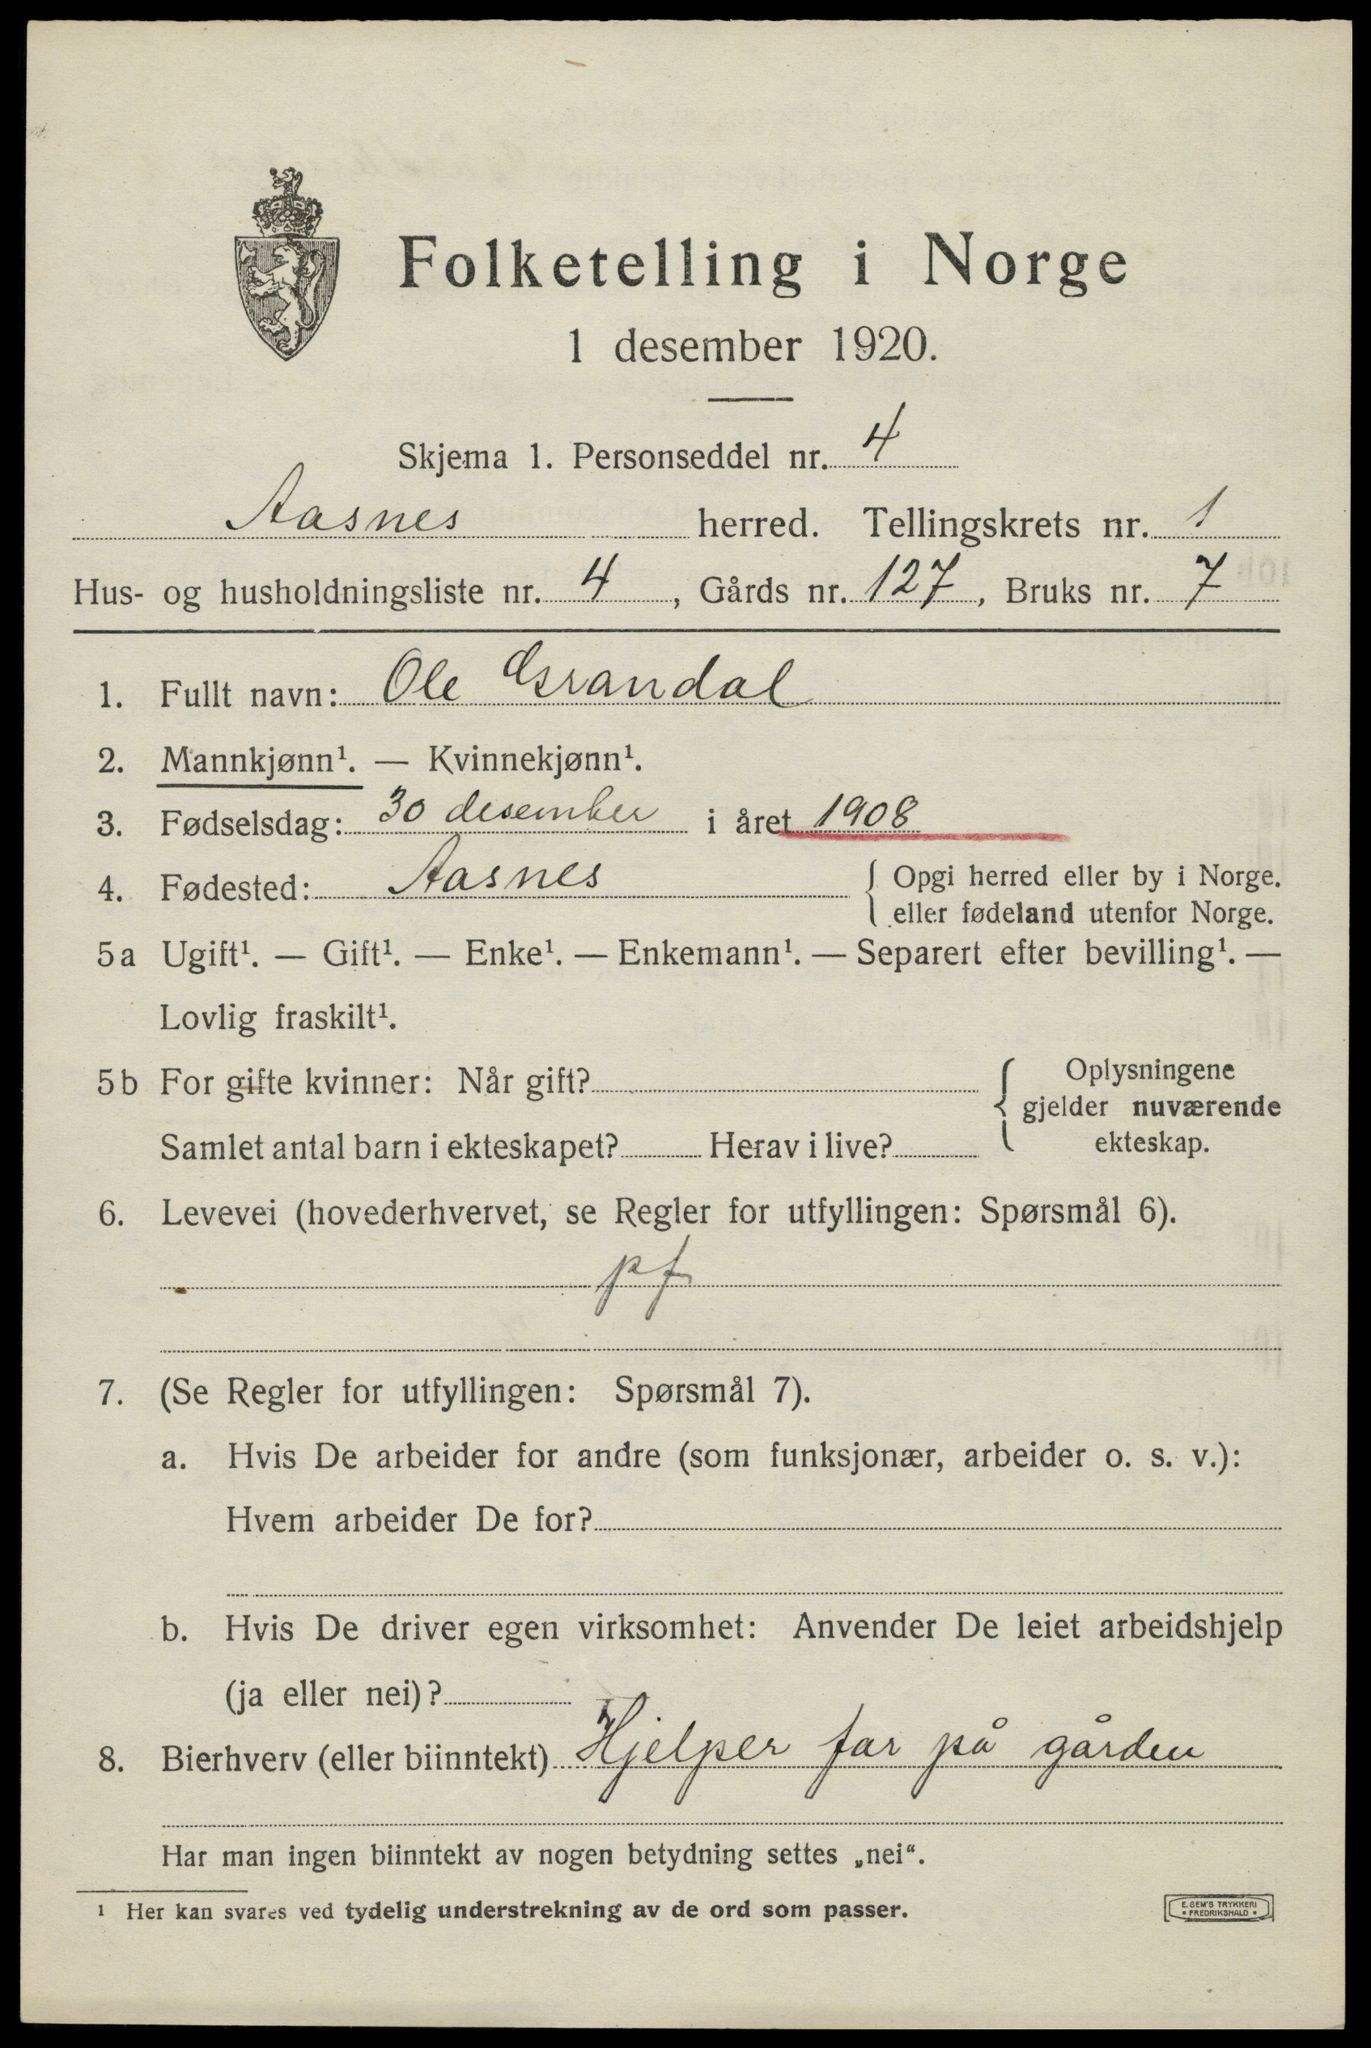 Folketelling i Norge
1 desember 1920.
Skjema 1. Personseddel nr. 4
Aasnes herred. Tellingskrets nr. 1
Hus- og husholdningsliste nr. 4, Gårds nr. 127, Bruks nr. 7
1. Fullt navn: Ole Grandal
2. Mannkjønn¹. — Kvinnekjønn¹.
3. Fødselsdag: 30 desember i året 1908
4. Fødested: Aasnes { Opgi herred eller by i Norge.
eller fødeland utenfor Norge.
5a Ugift¹. — Gift¹. — Enke¹. — Enkemann¹. — Separert efter bevilling¹. —
Lovlig fraskilt¹.
5b For gifte kvinner: Når gift? { Oplysningene
gjelder nuværende
Samlet antal barn i ekteskapet? Herav i live? ekteskap.
6. Levevei (hovederhvervet, se Regler for utfyllingen: Spørsmål 6).
pf
7. (Se Regler for utfyllingen: Spørsmål 7).
a. Hvis De arbeider for andre (som funksjonær, arbeider o. s. v.):
Hvem arbeider De for?
b. Hvis De driver egen virksomhet: Anvender De leiet arbeidshjelp
(ja eller nei)?
8. Bierhverv (eller biinntekt) Hjelper far på gården
Har man ingen biinntekt av nogen betydning settes „nei“.
¹ Her kan svares ved tydelig understrekning av de ord som passer.
E. SEM'S TRYKKERI
• FREDRIKSHALD •